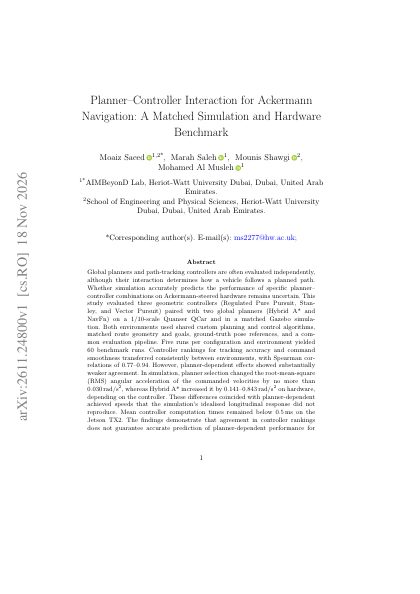 Planner–Controller Interaction for Ackermann
Navigation: A Matched Simulation and Hardware
Benchmark
Moaiz Saeed 1,2*, Marah Saleh 1, Mounis Shawgi 2,
Mohamed Al Musleh 1
1*AIMBeyonD Lab, Heriot-Watt University Dubai, Dubai, United Arab
Emirates.
2School of Engineering and Physical Sciences, Heriot-Watt University
Dubai, Dubai, United Arab Emirates.
*Corresponding author(s). E-mail(s): ms2277@hw.ac.uk;
Abstract
Global planners and path-tracking controllers are often evaluated independently,
although their interaction determines how a vehicle follows a planned path.
Whether simulation accurately predicts the performance of specific planner-
controller combinations on Ackermann-steered hardware remains uncertain. This
study evaluated three geometric controllers (Regulated Pure Pursuit, Stan-
ley, and Vector Pursuit) paired with two global planners (Hybrid A* and
NavFn) on a 1/10-scale Quanser QCar and in a matched Gazebo simula-
tion. Both environments used shared custom planning and control algorithms,
matched route geometry and goals, ground-truth pose references, and a com-
mon evaluation pipeline. Five runs per configuration and environment yielded
60 benchmark runs. Controller rankings for tracking accuracy and command
smoothness transferred consistently between environments, with Spearman cor-
relations of 0.77–0.94. However, planner-dependent effects showed substantially
weaker agreement. In simulation, planner selection changed the root-mean-square
(RMS) angular acceleration of the commanded velocities by no more than
0.030 rad/s2, whereas Hybrid A* increased it by 0.141–0.843 rad/s2 on hardware,
depending on the controller. These differences coincided with planner-dependent
achieved speeds that the simulation's idealised longitudinal response did not
reproduce. Mean controller computation times remained below 0.5 ms on the
Jetson TX2. The findings demonstrate that agreement in controller rankings
does not guarantee accurate prediction of planner-dependent performance for
1
arXiv:2611.24800v1 [cs.RO] 18 Nov 2026